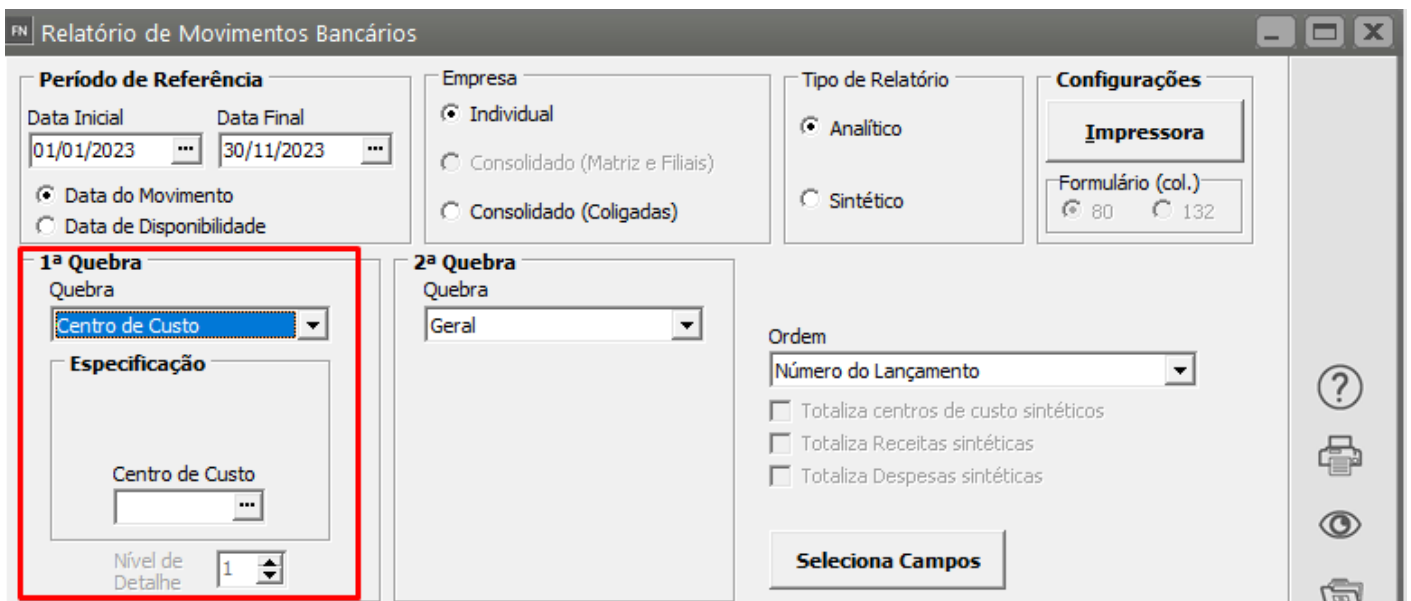 FN Relatório de Movimentos Bancários
Período de Referência
Data Inicial
Data Final
01/01/2023 ...
30/11/2023 ...
Data do Movimento
Data de Disponibilidade
Empresa
Individual
Consolidado (Matriz e Filiais)
Consolidado (Coligadas)
Tipo de Relatório
Analítico
Sintético
Configurações
Impressora
Formulário (col.)
80
132
1ª Quebra
Quebra
Centro de Custo
Especificação
Centro de Custo
...
Nível de
Detalhe
1
2ª Quebra
Quebra
Geral
Ordem
Número do Lançamento
Totaliza centros de custo sintéticos
Totaliza Receitas sintéticas
Totaliza Despesas sintéticas
Seleciona Campos
?